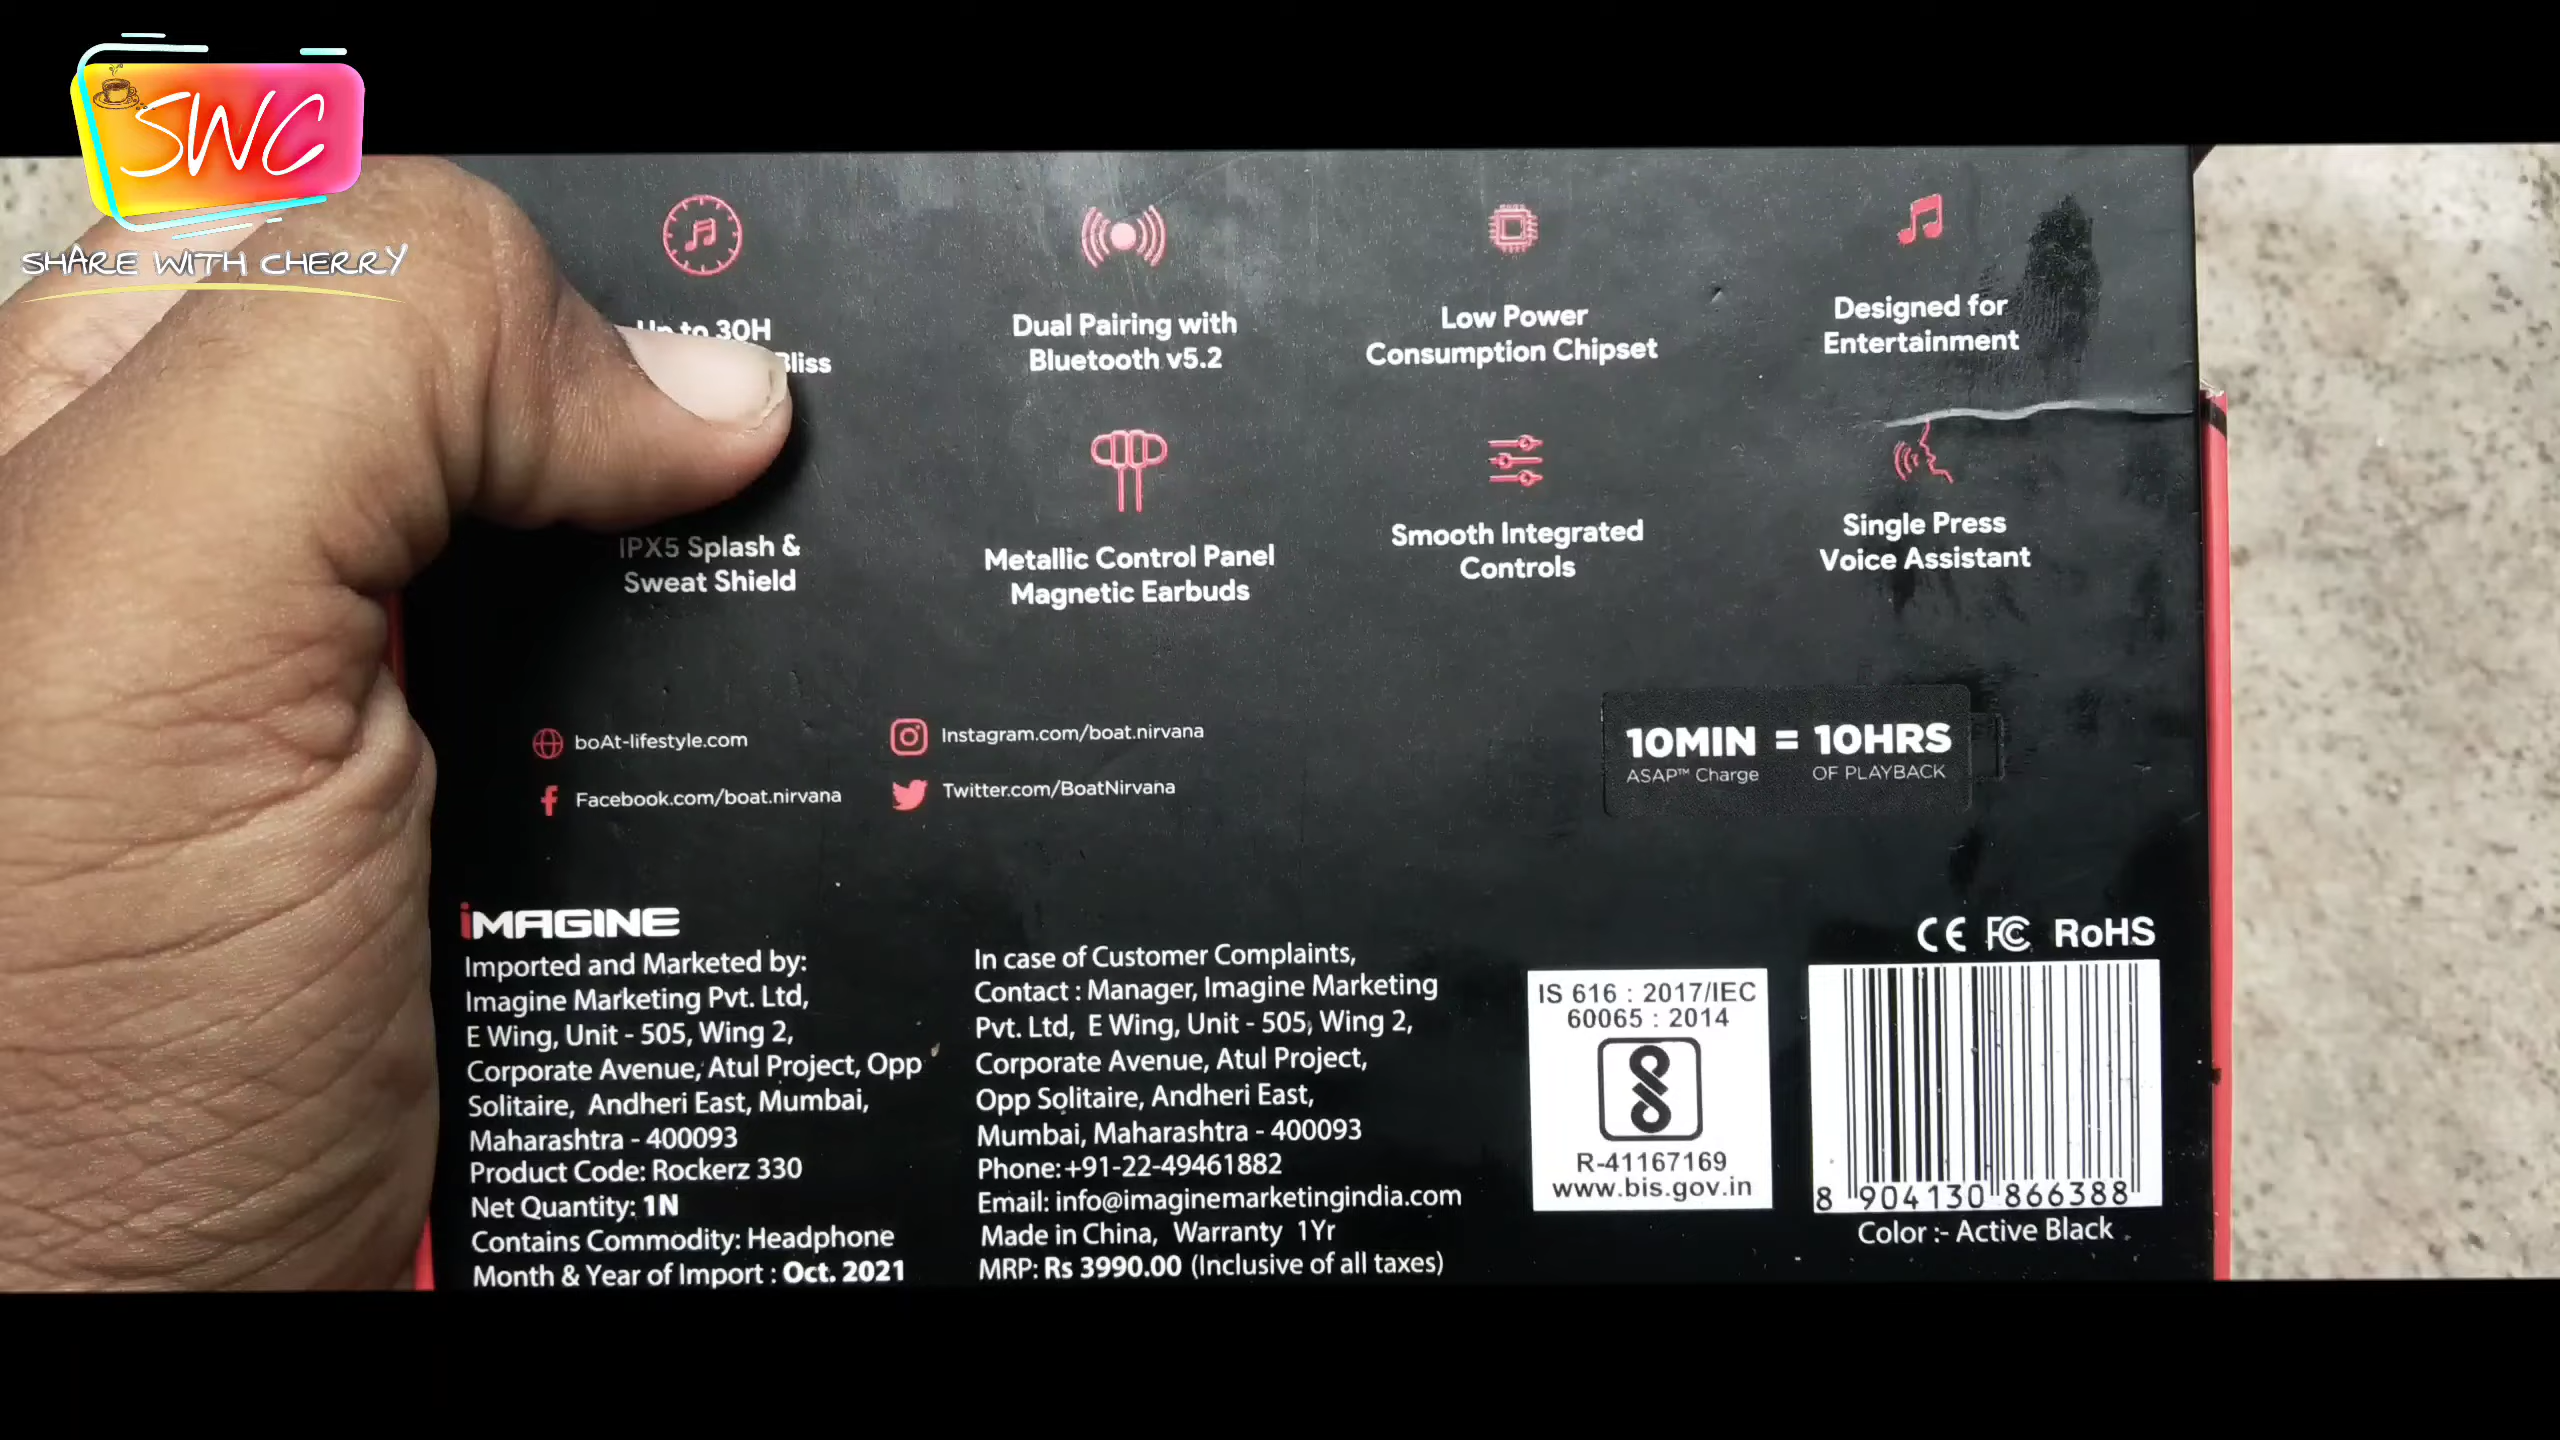 SWC
SHARE WITH CHERRY
Up to 30H
Bliss
Dual Pairing with
Bluetooth v5.2
Low Power
Consumption Chipset
Designed for
Entertainment
IPX5 Splash &
Sweat Shield
Metallic Control Panel
Magnetic Earbuds
Smooth Integrated
Controls
Single Press
Voice Assistant
boAt-lifestyle.com
Instagram.com/boat.nirvana
Facebook.com/boat.nirvana
Twitter.com/BoatNirvana
10MIN = 10HRS
ASAP™ Charge OF PLAYBACK
iMAGINE
Imported and Marketed by:
Imagine Marketing Pvt. Ltd,
E Wing, Unit - 505, Wing 2,
Corporate Avenue, Atul Project, Opp
Solitaire, Andheri East, Mumbai,
Maharashtra - 400093
Product Code: Rockerz 330
Net Quantity: 1N
Contains Commodity: Headphone
Month & Year of Import : Oct. 2021
In case of Customer Complaints,
Contact : Manager, Imagine Marketing
Pvt. Ltd, E Wing, Unit - 505, Wing 2,
Corporate Avenue, Atul Project,
Opp Solitaire, Andheri East,
Mumbai, Maharashtra - 400093
Phone:+91-22-49461882
Email: info@imaginemarketingindia.com
Made in China, Warranty 1Yr
MRP: Rs 3990.00 (Inclusive of all taxes)
IS 616 : 2017/IEC
60065 : 2014
R-41167169
www.bis.gov.in
CE FC RoHS
8 904130 866388
Color :- Active Black